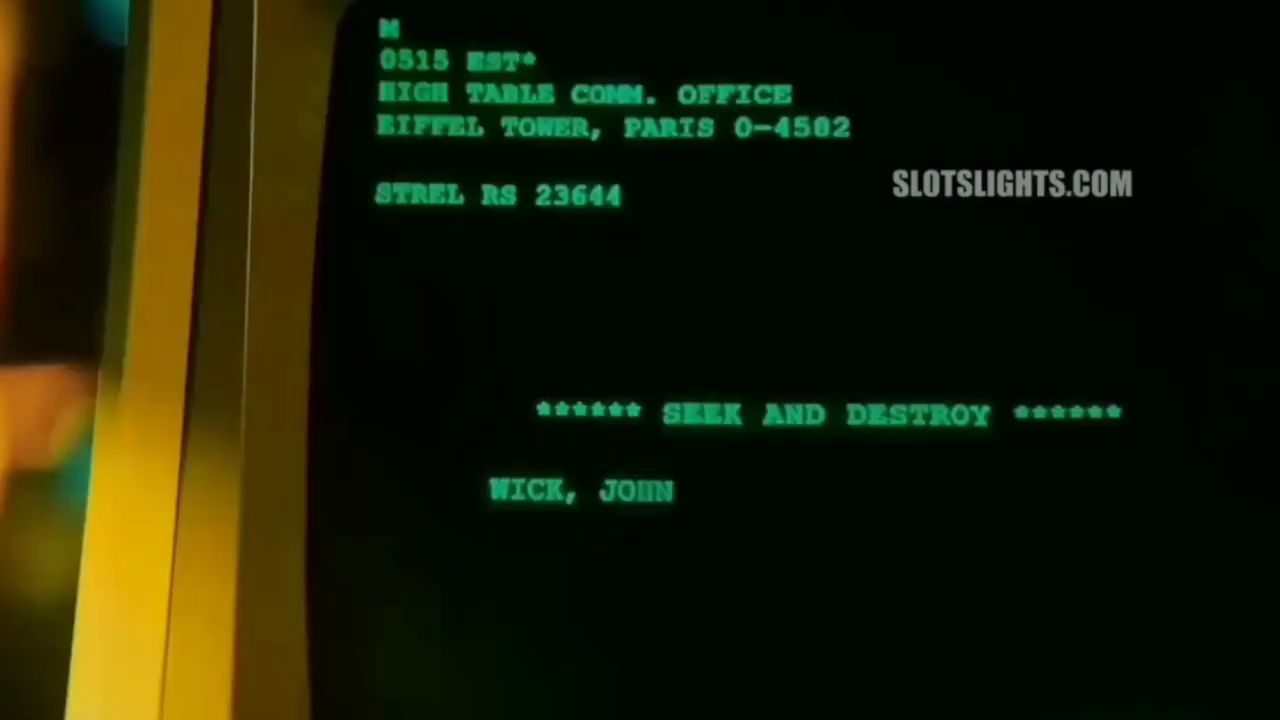 M
0515 EST*
HIGH TABLE COMM. OFFICE
EIFFEL TOWER, PARIS 0-4502
SLOTSLIGHTS.COM
STREL RS 23644
****** SEEK AND DESTROY ******
WICK, JOHN